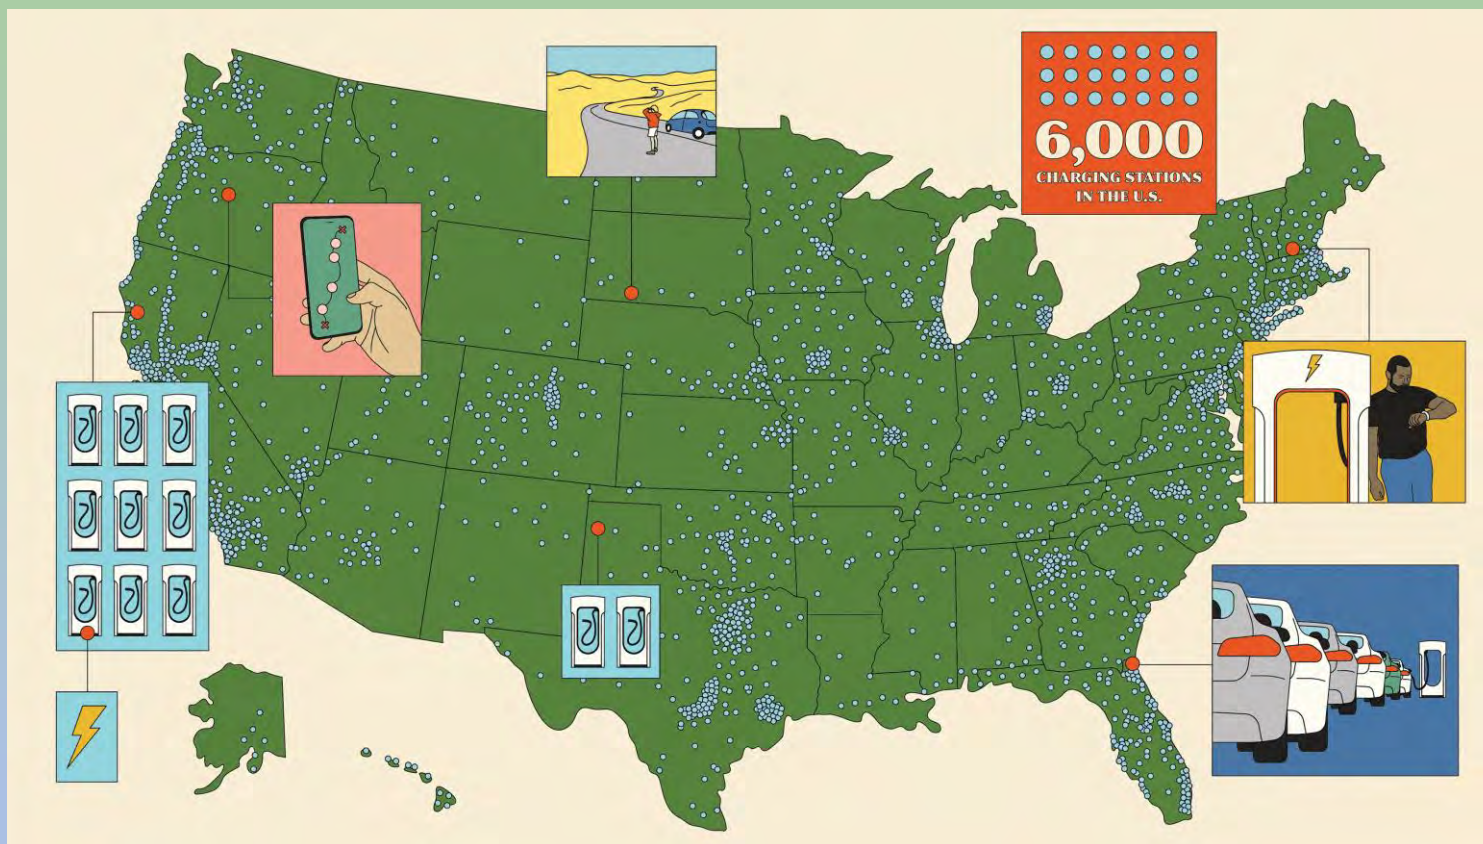 6,000
CHARGING STATIONS
IN THE U.S.